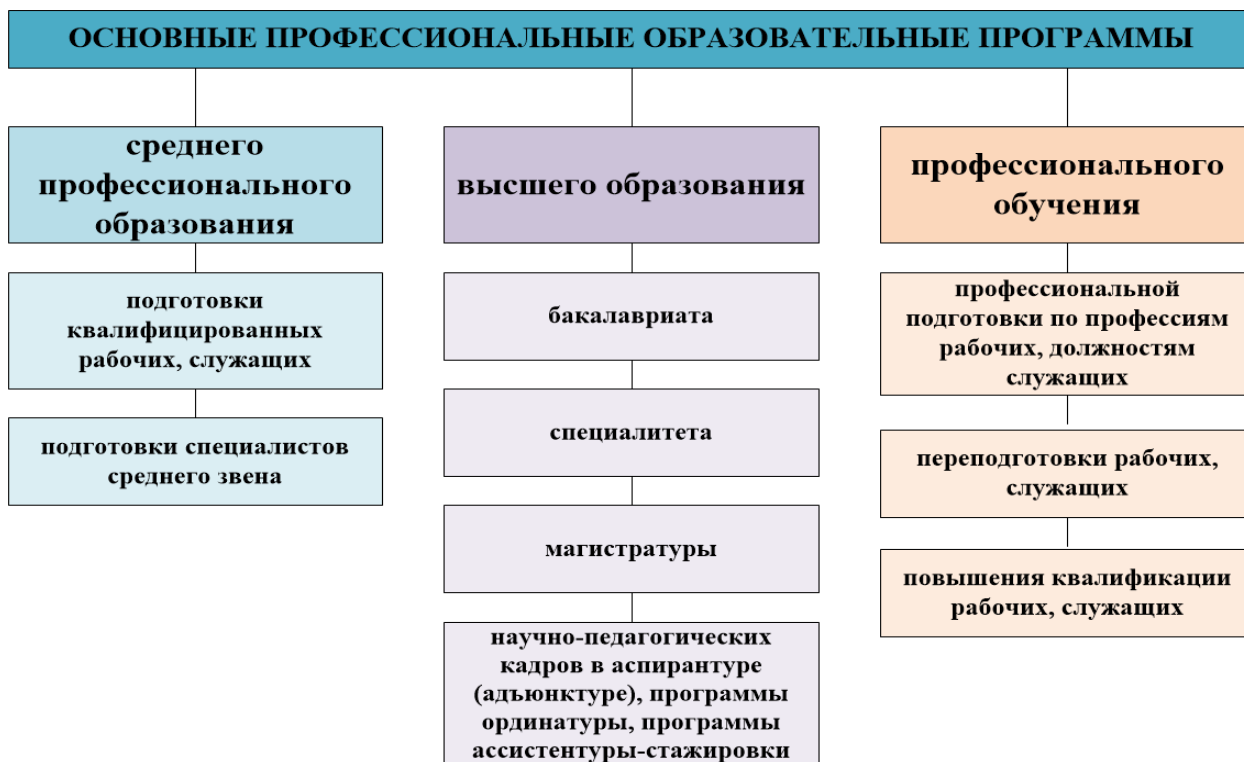 ОСНОВНЫЕ ПРОФЕССИОНАЛЬНЫЕ ОБРАЗОВАТЕЛЬНЫЕ ПРОГРАММЫ
среднего
профессионального
образования
подготовки
квалифицированных
рабочих, служащих
подготовки специалистов
среднего звена
высшего образования
бакалавриата
специалитета
магистратуры
научно-педагогических
кадров в аспирантуре
(адъюнктуре), программы
ординатуры, программы
ассистентуры-стажировки
профессионального
обучения
профессиональной
подготовки по профессиям
рабочих, должностям
служащих
переподготовки рабочих,
служащих
повышения квалификации
рабочих, служащих